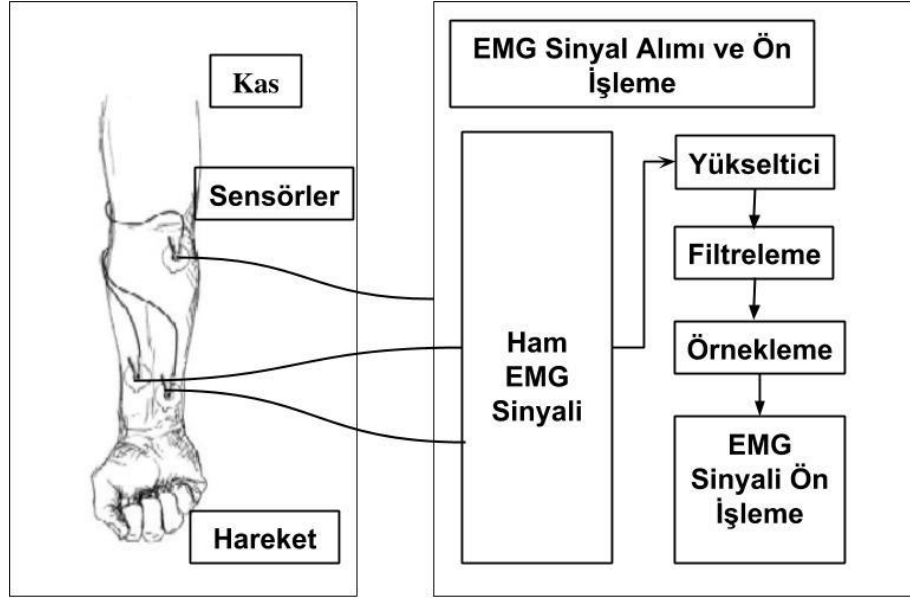 Kas
Sensörler
Hareket
EMG Sinyal Alımı ve Ön
İşleme
Ham
EMG
Sinyali
Yükseltici
Filtreleme
Örnekleme
EMG
Sinyali Ön
İşleme